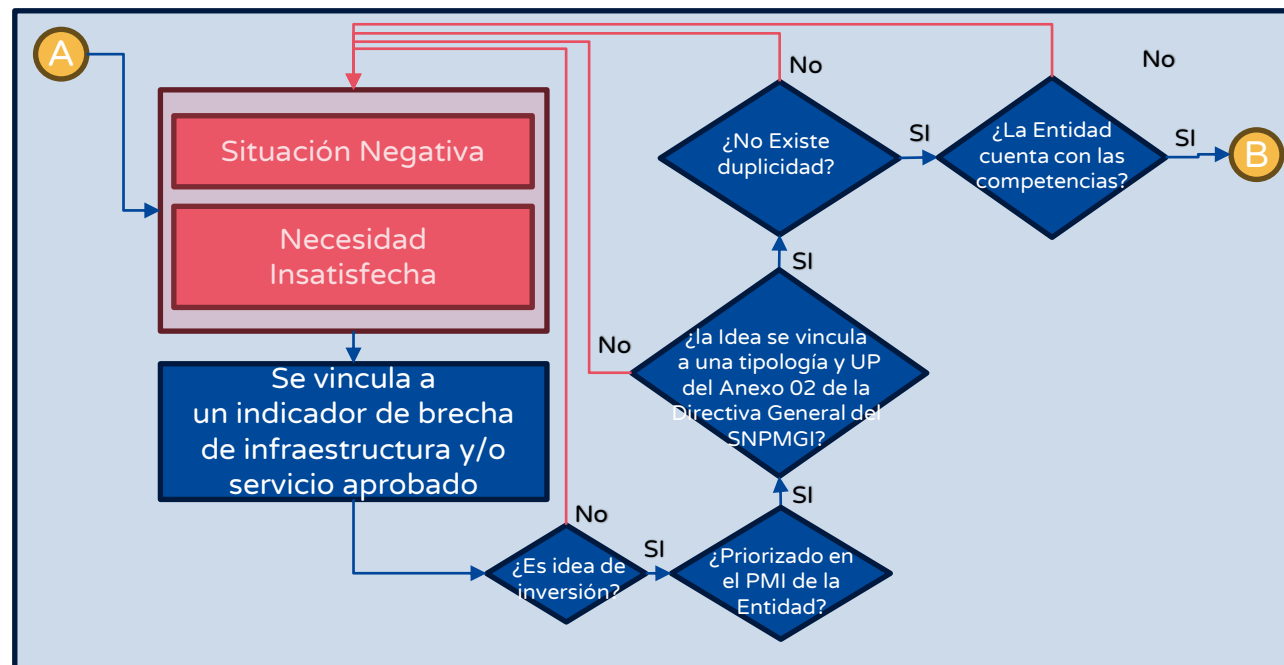 A
Situación Negativa
Necesidad
Insatisfecha
Se vincula a
un indicador de brecha
de infraestructura y/o
servicio aprobado
No
¿Es idea de
inversión?
SI
¿Priorizado en
el PMI de la
Entidad?
SI
No
¿la Idea se vincula
a una tipología y UP
del Anexo 02 de la
Directiva General del
SNPMGI?
SI
No
¿No Existe
duplicidad?
SI
No
¿La Entidad
cuenta con las
competencias?
SI
B